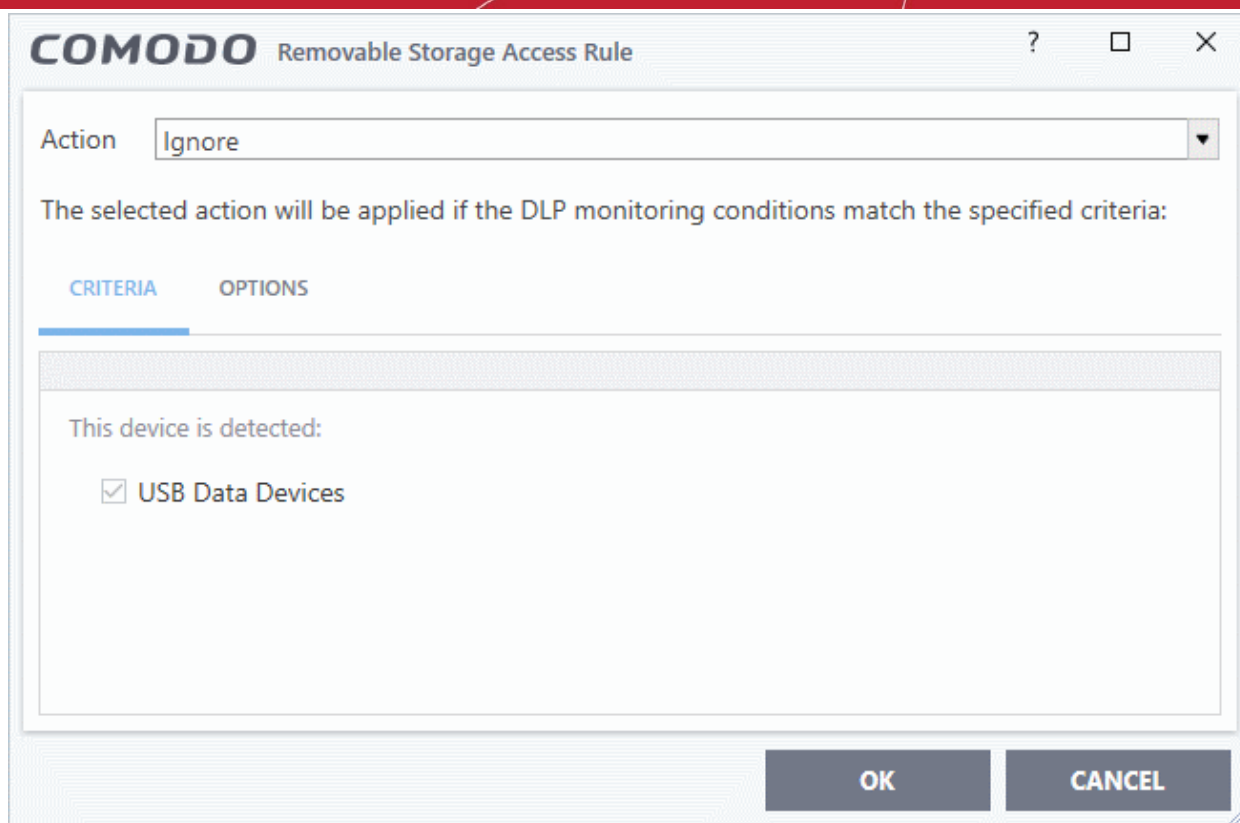 COMODO Removable Storage Access Rule ?
Action Ignore
The selected action will be applied if the DLP monitoring conditions match the specified criteria:
CRITERIA OPTIONS
This device is detected:
USB Data Devices
OK CANCEL